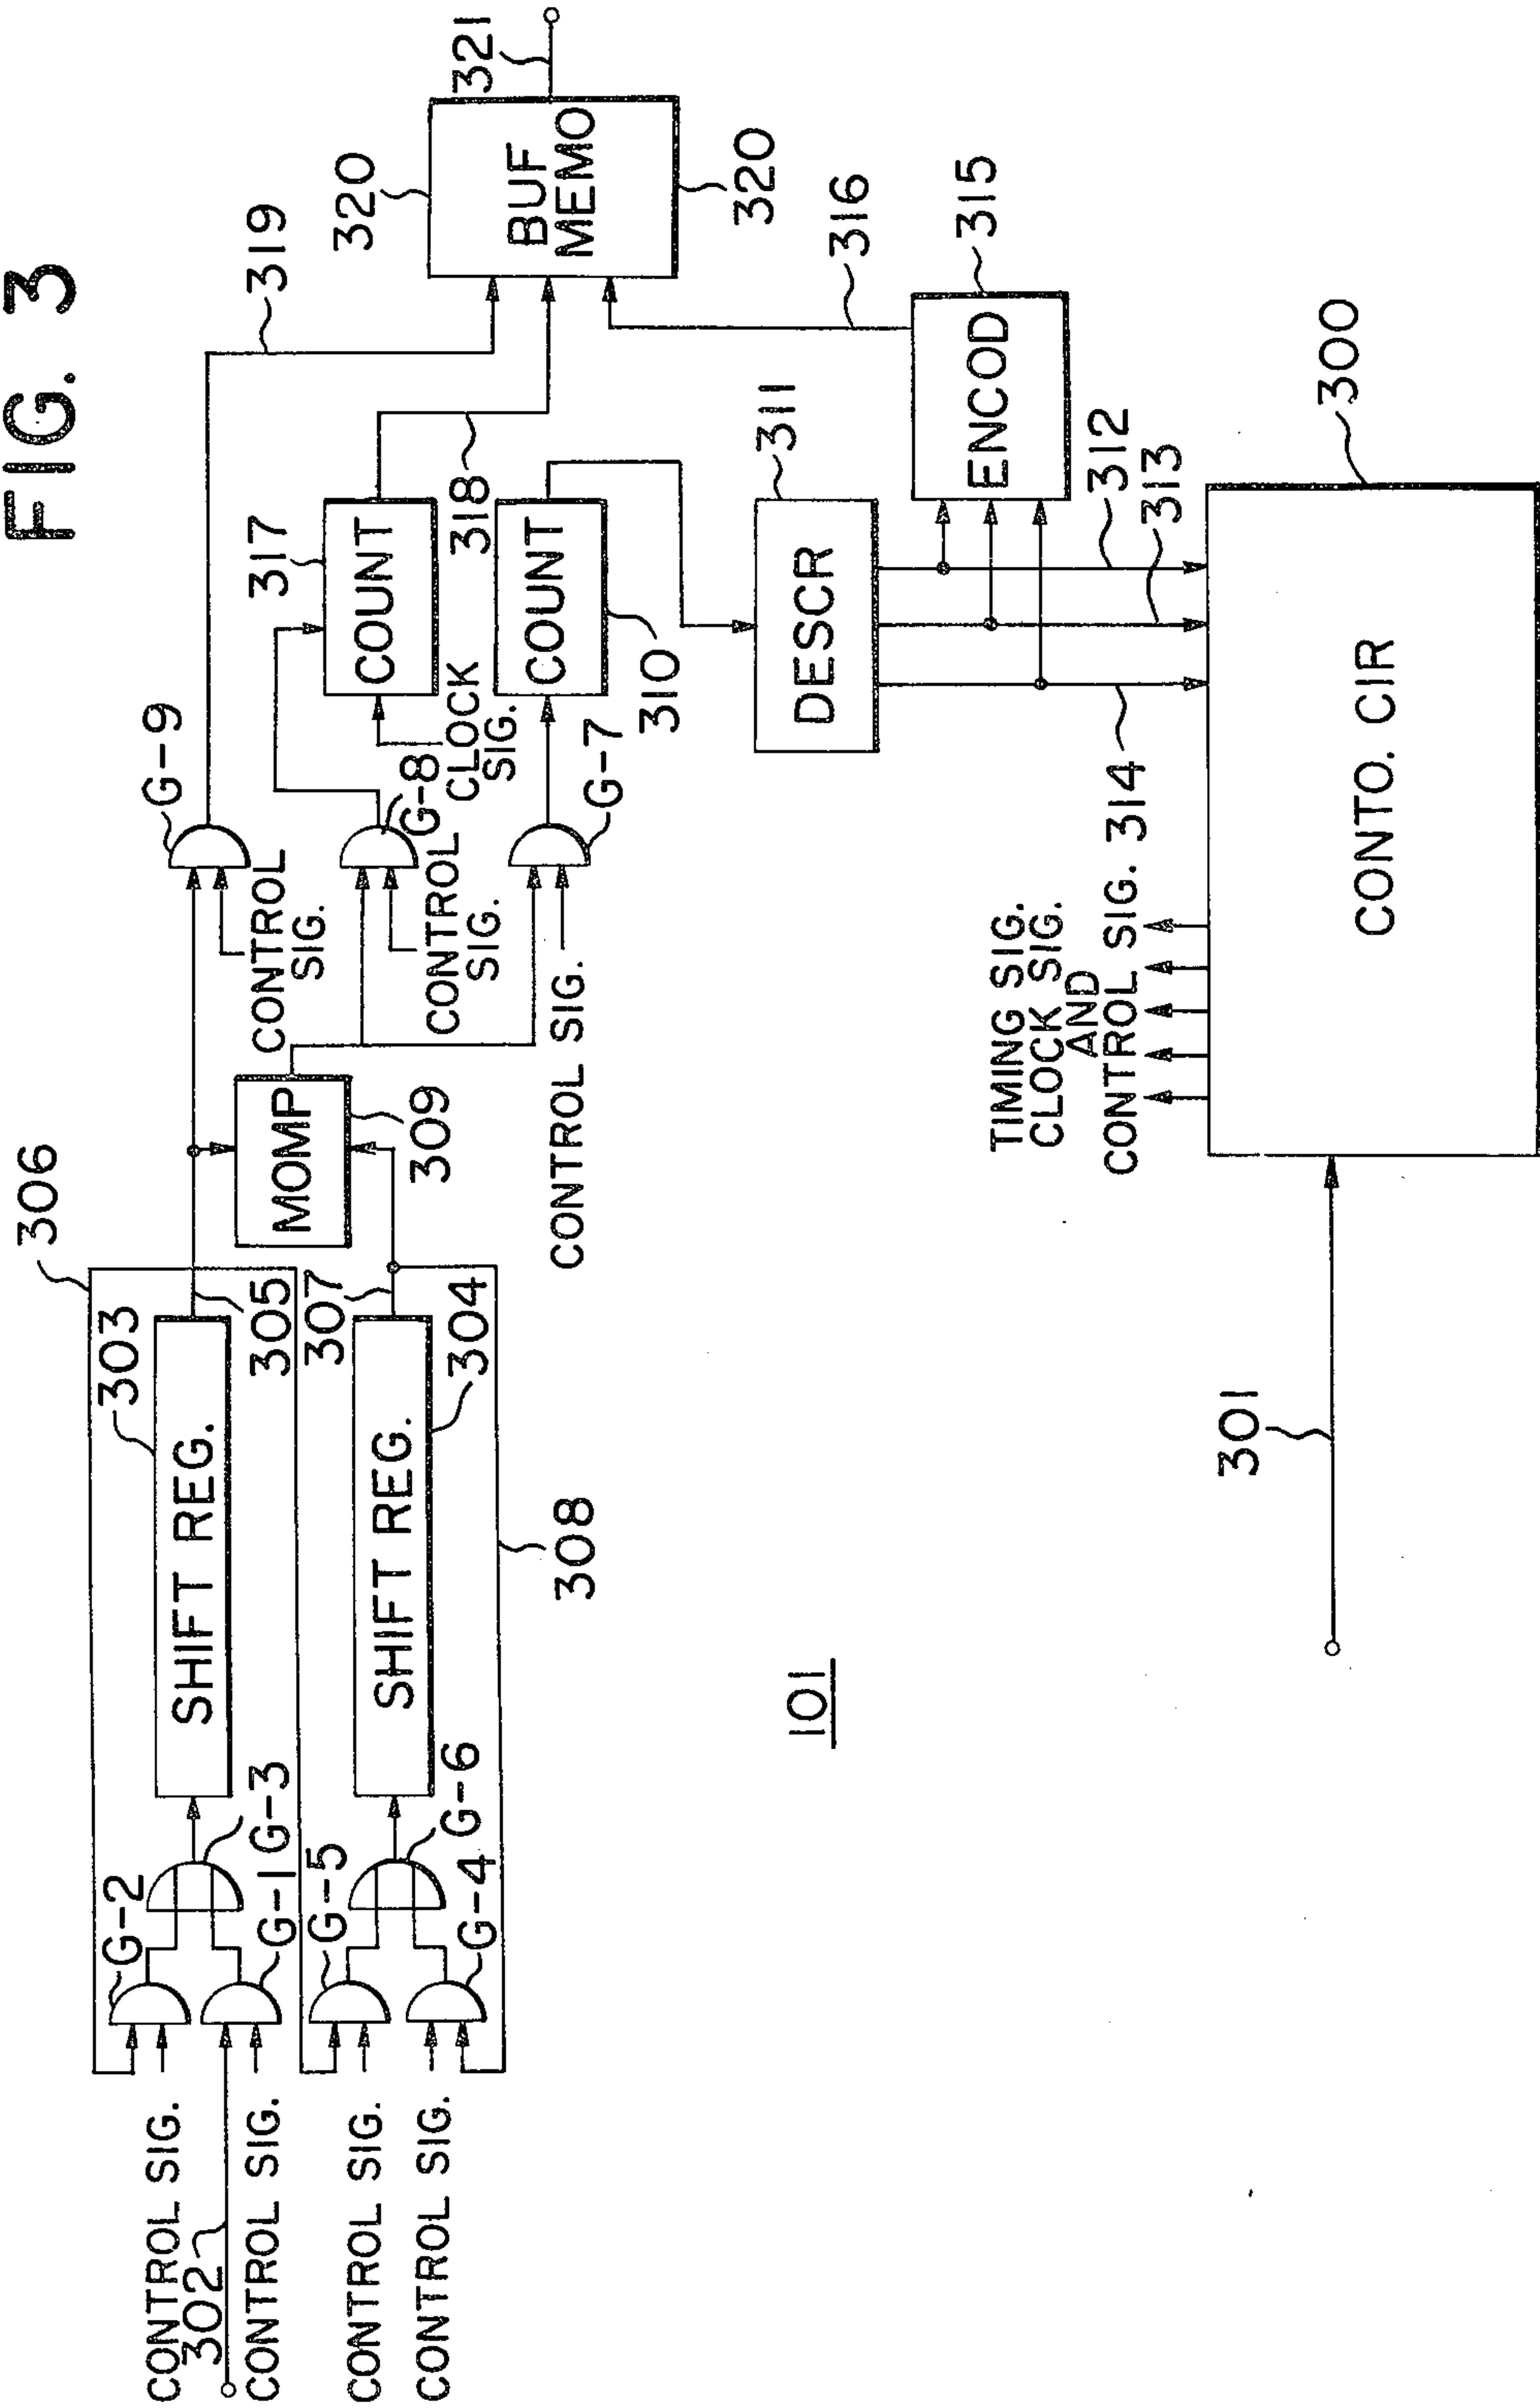 FIG. 3
306
303
SHIFT REG.
305
G-2
G-3
G-1
CONTROL SIG.
302
CONTROL SIG.
307
SHIFT REG.
304
G-5
G-6
G-4
CONTROL SIG.
CONTROL SIG.
308
MOMP
309
G-9
CONTROL
SIG.
G-8
CONTROL
SIG.
CLOCK
SIG.
G-7
CONTROL SIG.
319
317
COUNT
318
COUNT
310
320
BUF
MEMO
320
321
311
DESCR
316
315
ENCOD
312
313
314
TIMING SIG.
CLOCK SIG.
AND
CONTROL SIG.
300
CONTO. CIR
301
101